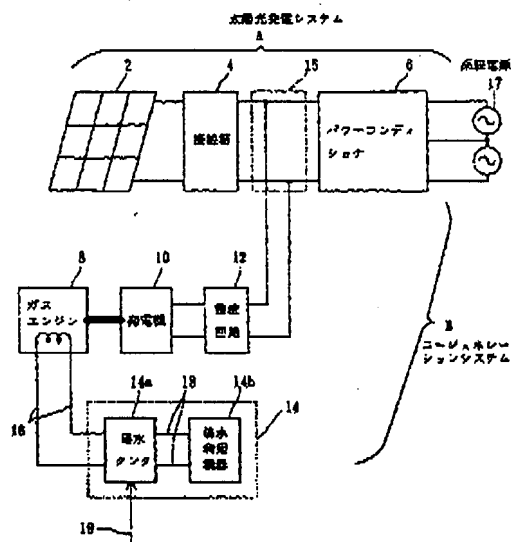 太陽光発電システム
A
2
4
15
6
系統電源
17
接続箱
パワーコンディ
ショナ
8
10
12
ガス
エンジン
発電機
整流
回路
B
コージェネレー
ションシステム
14a
18
14b
14
16
温水
タンク
温水
利用
機器
19